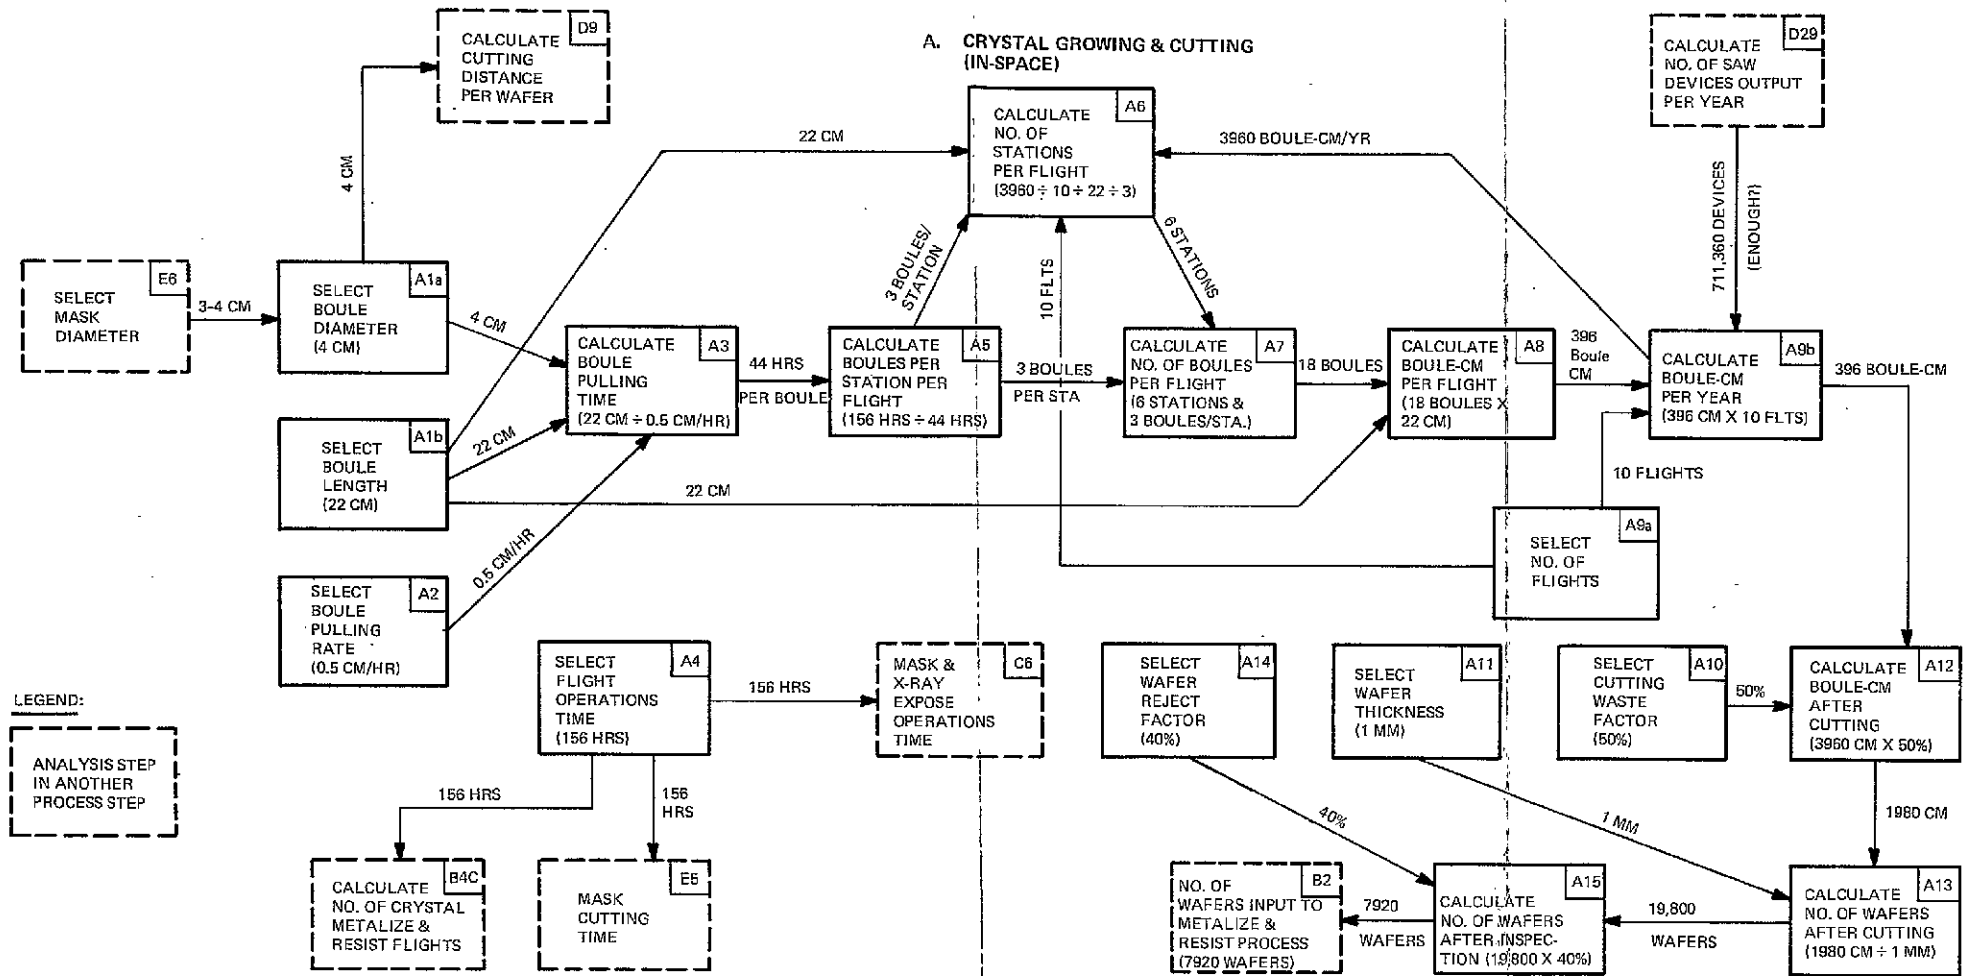 A. CRYSTAL GROWING & CUTTING
(IN-SPACE)
D9
CALCULATE
CUTTING
DISTANCE
PER WAFER
4 CM
E6
SELECT
MASK
DIAMETER
3-4 CM
A1a
SELECT
BOULE
DIAMETER
(4 CM)
4 CM
A1b
SELECT
BOULE
LENGTH
(22 CM)
22 CM
22 CM
22 CM
A2
SELECT
BOULE
PULLING
RATE
(0.5 CM/HR)
0.5 CM/HR
A3
CALCULATE
BOULE
PULLING
TIME
(22 CM ÷ 0.5 CM/HR)
44 HRS
PER BOULE
A5
CALCULATE
BOULES PER
STATION PER
FLIGHT
(156 HRS ÷ 44 HRS)
3 BOULES/
STATION
3 BOULES
PER STA
A6
CALCULATE
NO. OF
STATIONS
PER FLIGHT
(3960 ÷ 10 ÷ 22 ÷ 3)
3960 BOULE-CM/YR
10 FLTS
6 STATIONS
A7
CALCULATE
NO. OF BOULES
PER FLIGHT
(6 STATIONS &
3 BOULES/STA.)
18 BOULES
A8
CALCULATE
BOULE-CM
PER FLIGHT
(18 BOULES X
22 CM)
396
Boule
CM
D29
CALCULATE
NO. OF SAW
DEVICES OUTPUT
PER YEAR
711,360 DEVICES
(ENOUGH?)
A9b
CALCULATE
BOULE-CM
PER YEAR
(396 CM X 10 FLTS)
396 BOULE-CM
10 FLIGHTS
A9a
SELECT
NO. OF
FLIGHTS
LEGEND:
ANALYSIS STEP
IN ANOTHER
PROCESS STEP
A4
SELECT
FLIGHT
OPERATIONS
TIME
(156 HRS)
156 HRS
C6
MASK &
X-RAY
EXPOSE
OPERATIONS
TIME
156 HRS
156
HRS
B4C
CALCULATE
NO. OF CRYSTAL
METALIZE &
RESIST FLIGHTS
E5
MASK
CUTTING
TIME
A14
SELECT
WAFER
REJECT
FACTOR
(40%)
40%
A11
SELECT
WAFER
THICKNESS
(1 MM)
1 MM
A10
SELECT
CUTTING
WASTE
FACTOR
(50%)
50%
A12
CALCULATE
BOULE-CM
AFTER
CUTTING
(3960 CM X 50%)
1980 CM
A13
CALCULATE
NO. OF WAFERS
AFTER CUTTING
(1980 CM ÷ 1 MM)
19,800
WAFERS
A15
CALCULATE
NO. OF WAFERS
AFTER INSPEC-
TION (19,800 X 40%)
7920
WAFERS
B2
NO. OF
WAFERS INPUT TO
METALIZE &
RESIST PROCESS
(7920 WAFERS)